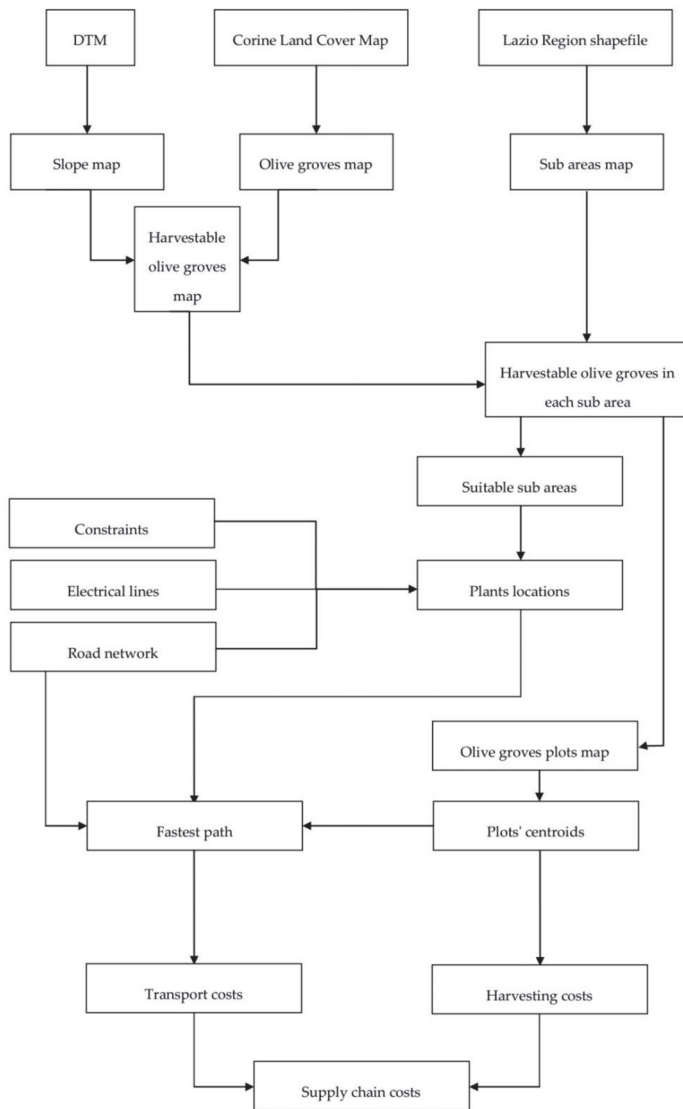 DTM
Corine Land Cover Map
Lazio Region shapefile
Slope map
Olive groves map
Sub areas map
Harvestable
olive groves
map
Harvestable olive groves in
each sub area
Suitable sub areas
Constraints
Electrical lines
Plants locations
Road network
Olive groves plots map
Fastest path
Plots' centroids
Transport costs
Harvesting costs
Supply chain costs